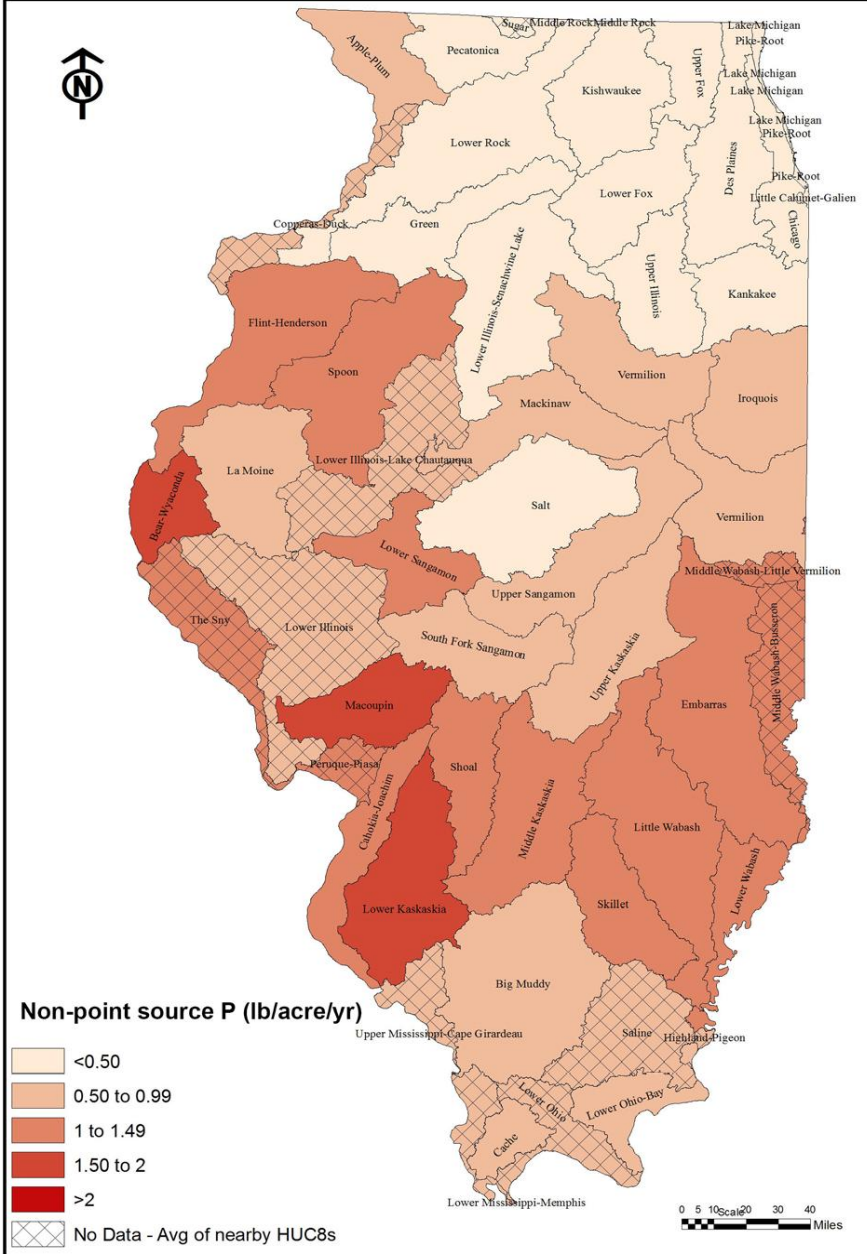 Sugar
Middle Rock
Middle Rock
Lake Michigan
Pike-Root
Apple-Plum
Pecatonica
Upper Fox
Lake Michigan
Lake Michigan
Kishwaukee
N
Lake Michigan
Pike-Root
Lower Rock
Des Plaines
Pike-Root
Lower Fox
Little Calumet-Galien
Copperas-Duck
Green
Chicago
Lower Illinois-Senachwine Lake
Upper Illinois
Kankakee
Flint-Henderson
Spoon
Vermilion
Iroquois
Mackinaw
Lower Illinois-Lake Chautauqua
La Moine
Bear-Wyaconda
Salt
Vermilion
Lower Sangamon
Middle Wabash-Little Vermilion
Upper Sangamon
The Sny
Lower Illinois
South Fork Sangamon
Upper Kaskaskia
Middle Wabash-Busseron
Macoupin
Embarras
Peruque-Piasa
Shoal
Cahokia-Joachim
Middle Kaskaskia
Little Wabash
Lower Wabash
Lower Kaskaskia
Skillet
Big Muddy
Non-point source P (lb/acre/yr)
Upper Mississippi-Cape Girardeau
Saline
Highland-Pigeon
<0.50
0.50 to 0.99
Lower Ohio
Lower Ohio-Bay
1 to 1.49
Cache
1.50 to 2
>2
Lower Mississippi-Memphis
No Data - Avg of nearby HUC8s
Scale
0 5 10 20 30 40
Miles